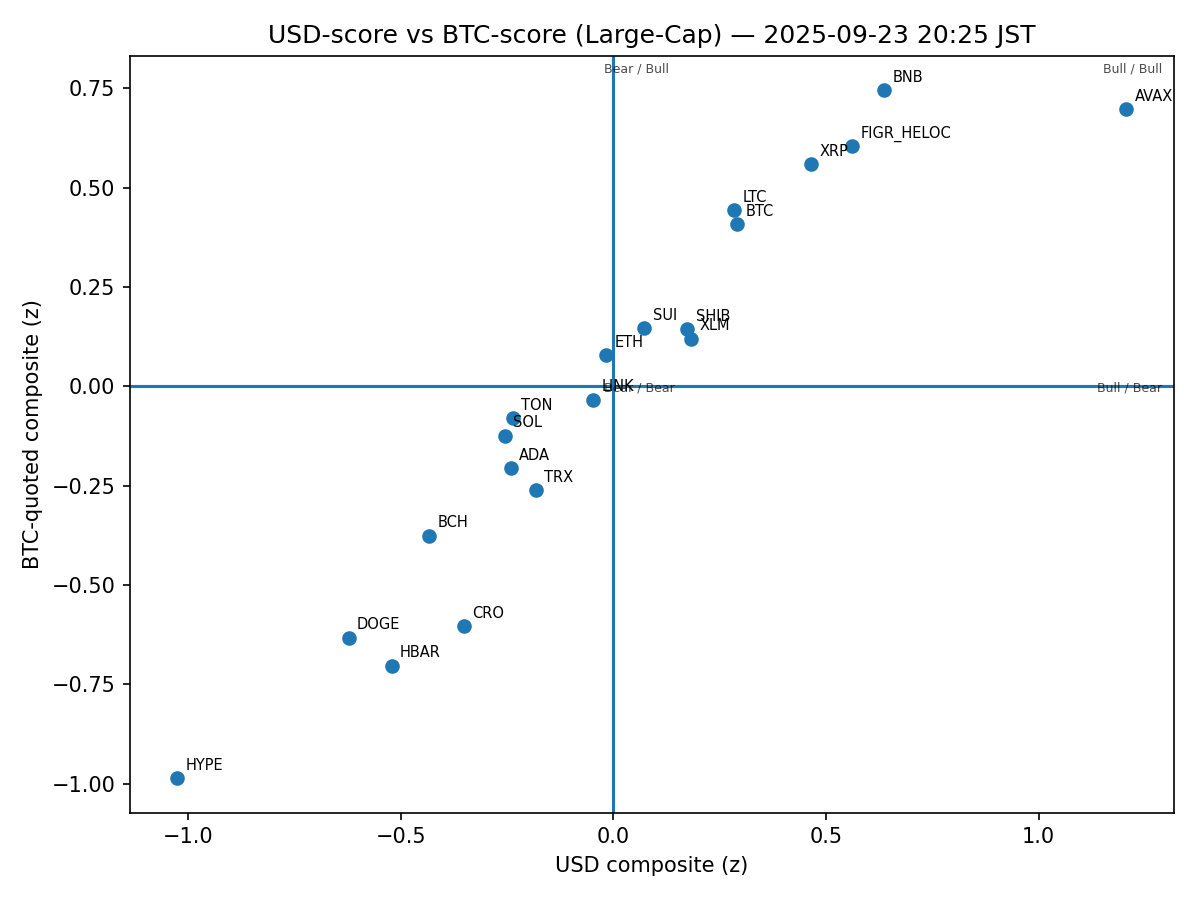 USD-score vs BTC-score (Large-Cap) — 2025-09-23 20:25 JST
Bear / Bull
Bull / Bull
BNB
AVAX
FIGR_HELOC
XRP
LTC
BTC
SUI
SHIB
XLM
ETH
Bear / Bear
Bull / Bear
TON
SOL
ADA
TRX
BCH
CRO
DOGE
HBAR
HYPE
0.75
0.50
0.25
0.00
−0.25
−0.50
−0.75
−1.00
BTC-quoted composite (z)
−1.0
−0.5
0.0
0.5
1.0
USD composite (z)